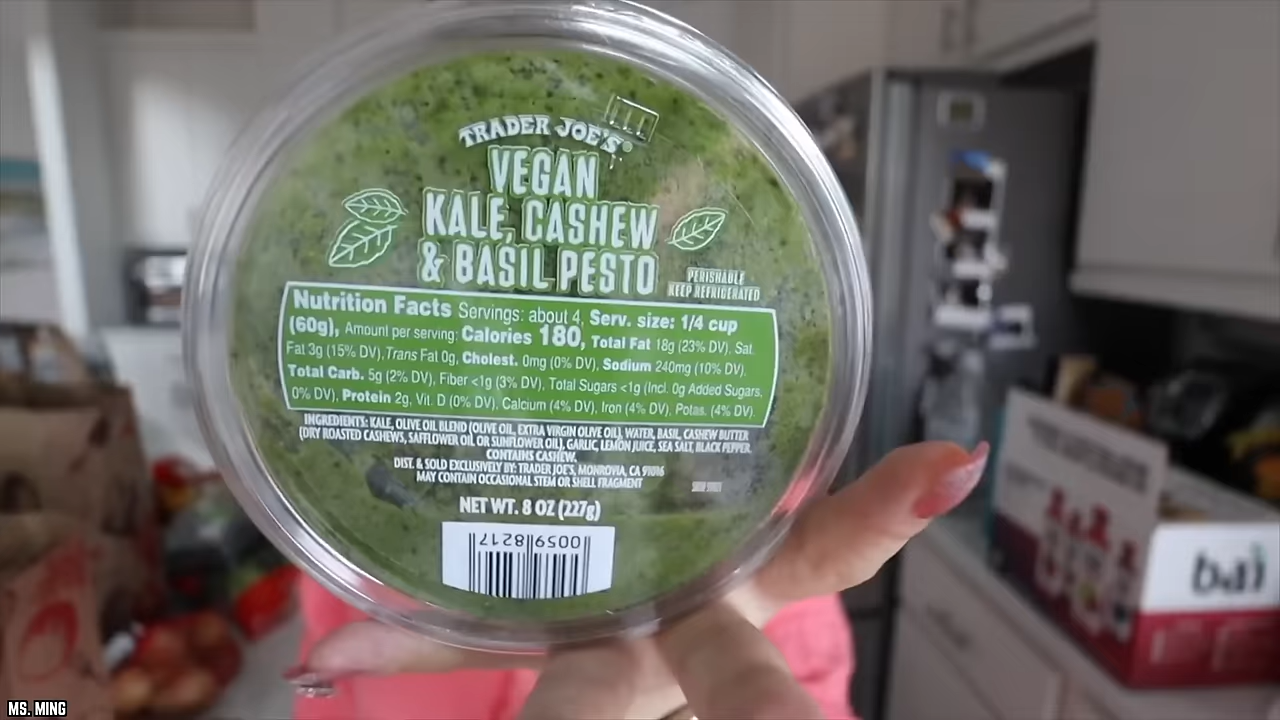 TRADER JOE'S®
VEGAN
KALE, CASHEW
& BASIL PESTO
PERISHABLE
KEEP REFRIGERATED
Nutrition Facts Servings: about 4, Serv. size: 1/4 cup
(60g), Amount per serving: Calories 180, Total Fat 18g (23% DV), Sat.
Fat 3g (15% DV), Trans Fat 0g, Cholest. 0mg (0% DV), Sodium 240mg (10% DV),
Total Carb. 5g (2% DV), Fiber <1g (3% DV), Total Sugars <1g (Incl. 0g Added Sugars,
0% DV), Protein 2g, Vit. D (0% DV), Calcium (4% DV), Iron (4% DV), Potas. (4% DV)
INGREDIENTS: KALE, OLIVE OIL BLEND (OLIVE OIL, EXTRA VIRGIN OLIVE OIL), WATER, BASIL, CASHEW BUTTER
(DRY ROASTED CASHEWS, SAFFLOWER OIL OR SUNFLOWER OIL), GARLIC, LEMON JUICE, SEA SALT, BLACK PEPPER.
CONTAINS CASHEW.
DIST. & SOLD EXCLUSIVELY BY: TRADER JOE'S, MONROVIA, CA 91016
MAY CONTAIN OCCASIONAL STEM OR SHELL FRAGMENT
NET WT. 8 OZ (227g)
0059 8217
bai
MS. MING